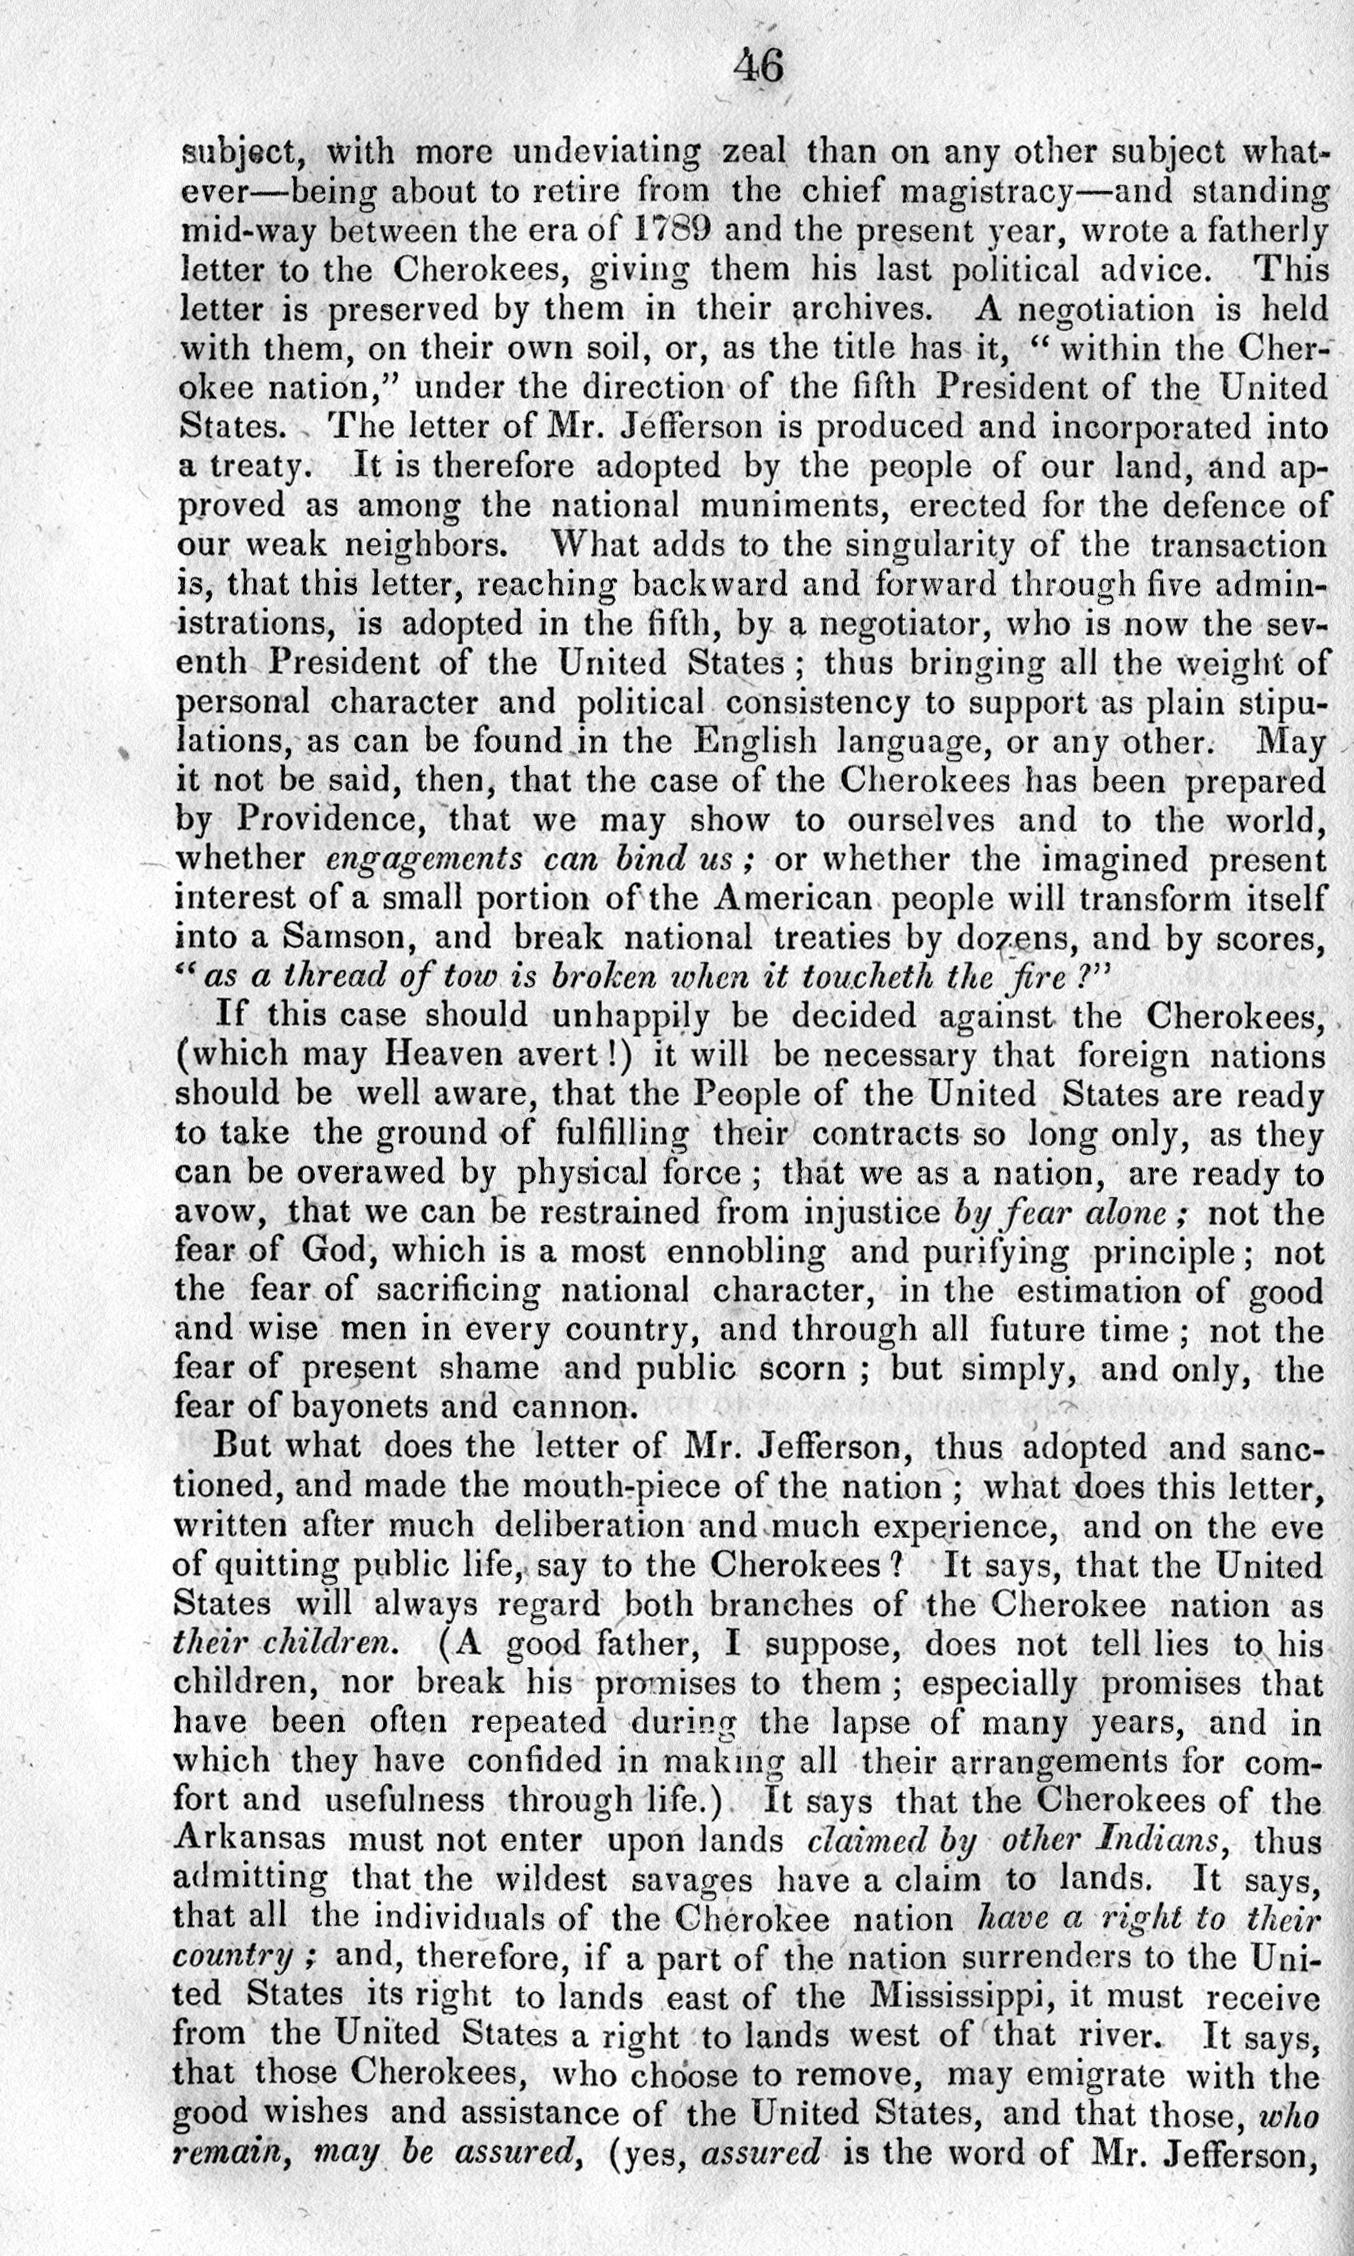 46
subject, with more undeviating zeal than on any other subject what-
ever—being about to retire from the chief magistracy—and standing
mid-way between the era of 1789 and the present year, wrote a fatherly
letter to the Cherokees, giving them his last political advice. This
letter is preserved by them in their archives. A negotiation is held
with them, on their own soil, or, as the title has it, "within the Cher-
okee nation," under the direction of the fifth President of the United
States. The letter of Mr. Jefferson is produced and incorporated into
a treaty. It is therefore adopted by the people of our land, and ap-
proved as among the national muniments, erected for the defence of
our weak neighbors. What adds to the singularity of the transaction
is, that this letter, reaching backward and forward through five admin-
istrations, is adopted in the fifth, by a negotiator, who is now the sev-
enth President of the United States; thus bringing all the weight of
personal character and political consistency to support as plain stipu-
lations, as can be found in the English language, or any other. May
it not be said, then, that the case of the Cherokees has been prepared
by Providence, that we may show to ourselves and to the world,
whether engagements can bind us; or whether the imagined present
interest of a small portion of the American people will transform itself
into a Samson, and break national treaties by dozens, and by scores,
"as a thread of tow is broken when it toucheth the fire?"
If this case should unhappily be decided against the Cherokees,
(which may Heaven avert!) it will be necessary that foreign nations
should be well aware, that the People of the United States are ready
to take the ground of fulfilling their contracts so long only, as they
can be overawed by physical force; that we as a nation, are ready to
avow, that we can be restrained from injustice by fear alone; not the
fear of God, which is a most ennobling and purifying principle; not
the fear of sacrificing national character, in the estimation of good
and wise men in every country, and through all future time; not the
fear of present shame and public scorn; but simply, and only, the
fear of bayonets and cannon.
But what does the letter of Mr. Jefferson, thus adopted and sanc-
tioned, and made the mouth-piece of the nation; what does this letter,
written after much deliberation and much experience, and on the eve
of quitting public life, say to the Cherokees? It says, that the United
States will always regard both branches of the Cherokee nation as
their children. (A good father, I suppose, does not tell lies to his
children, nor break his promises to them; especially promises that
have been often repeated during the lapse of many years, and in
which they have confided in making all their arrangements for com-
fort and usefulness through life.) It says that the Cherokees of the
Arkansas must not enter upon lands claimed by other Indians, thus
admitting that the wildest savages have a claim to lands. It says,
that all the individuals of the Cherokee nation have a right to their
country; and, therefore, if a part of the nation surrenders to the Uni-
ted States its right to lands east of the Mississippi, it must receive
from the United States a right to lands west of that river. It says,
that those Cherokees, who choose to remove, may emigrate with the
good wishes and assistance of the United States, and that those, who
remain, may be assured, (yes, assured is the word of Mr. Jefferson,